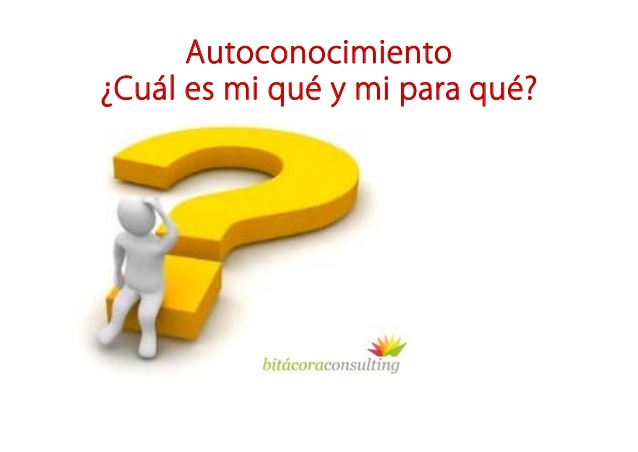 Autoconocimiento
¿Cuál es mi qué y mi para qué?
bitácoraconsulting